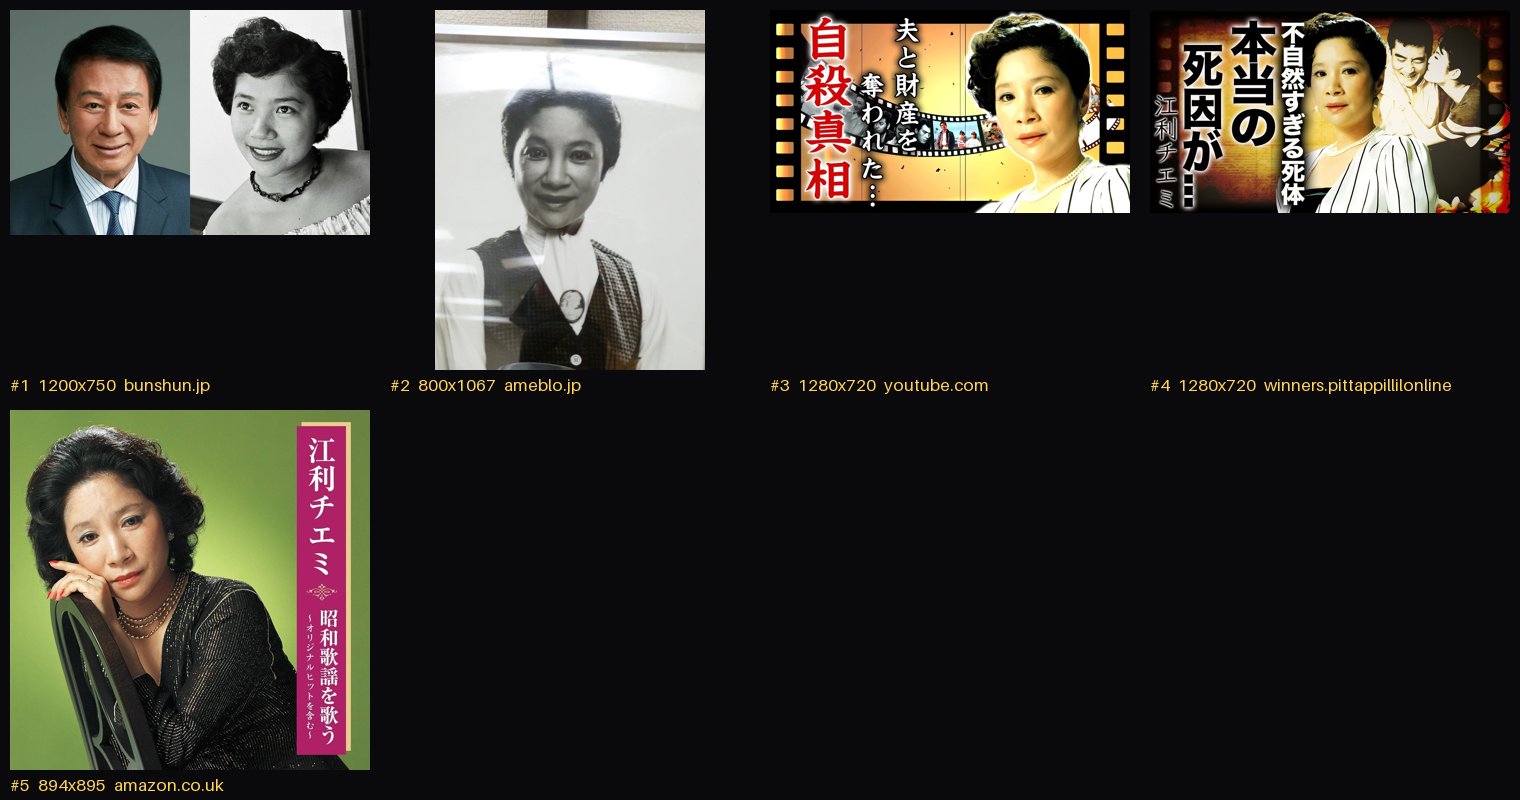 #1 1200x750 bunshun.jp
#2 800x1067 ameblo.jp
夫と財産を
奪われた…
自殺真相
#3 1280x720 youtube.com
不自然すぎる死体
本当の
死因が…
江利チエミ
#4 1280x720 winners.pittappillilonline
江利チエミ
昭和歌謡を歌う
~オリジナルヒットを含む~
#5 894x895 amazon.co.uk